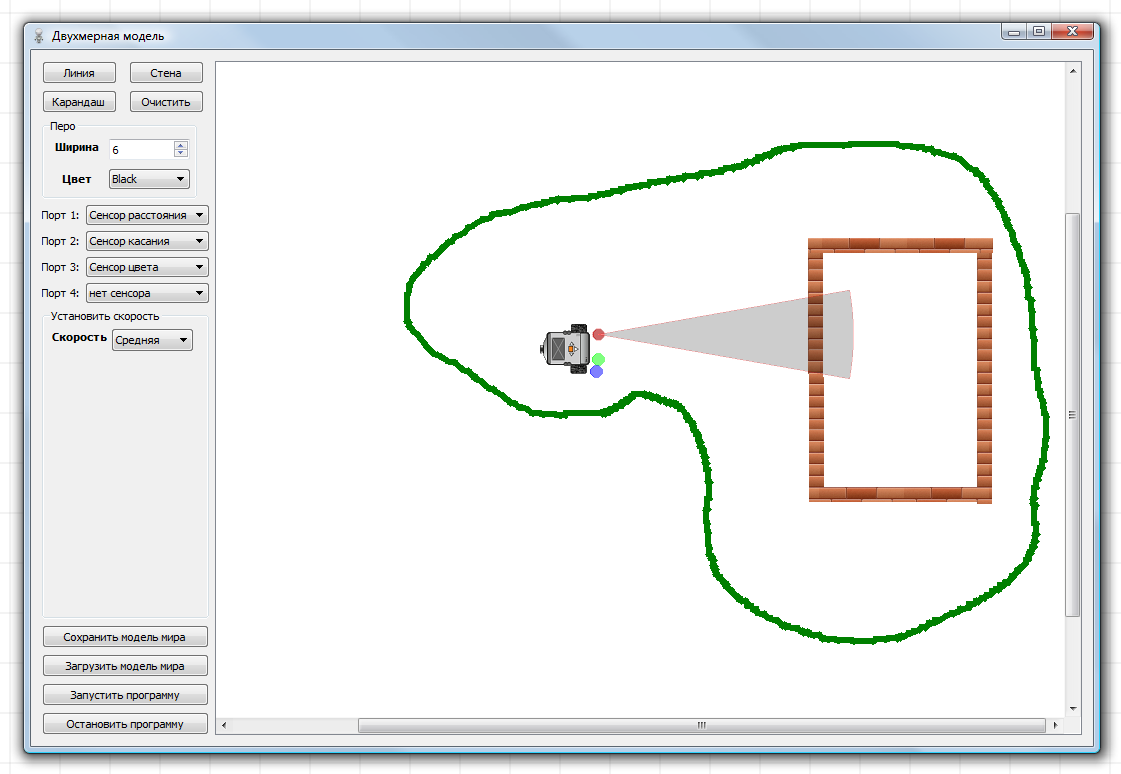 Двухмерная модель
Линия Стена
Карандаш Очистить
Перо
Ширина 6
Цвет Black
Порт 1: Сенсор расстояния
Порт 2: Сенсор касания
Порт 3: Сенсор цвета
Порт 4: нет сенсора
Установить скорость
Скорость Средняя
Сохранить модель мира
Загрузить модель мира
Запустить программу
Остановить программу